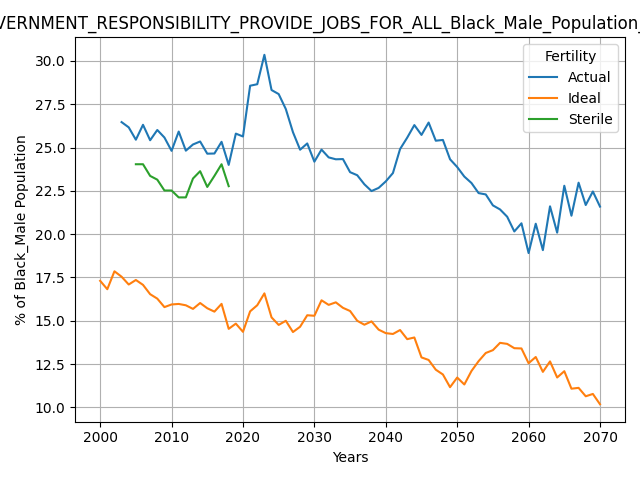 VERNMENT_RESPONSIBILITY_PROVIDE_JOBS_FOR_ALL_Black_Male_Population_
Fertility
Actual
Ideal
Sterile
% of Black_Male Population
30.0
27.5
25.0
22.5
20.0
17.5
15.0
12.5
10.0
2000 2010 2020 2030 2040 2050 2060 2070
Years